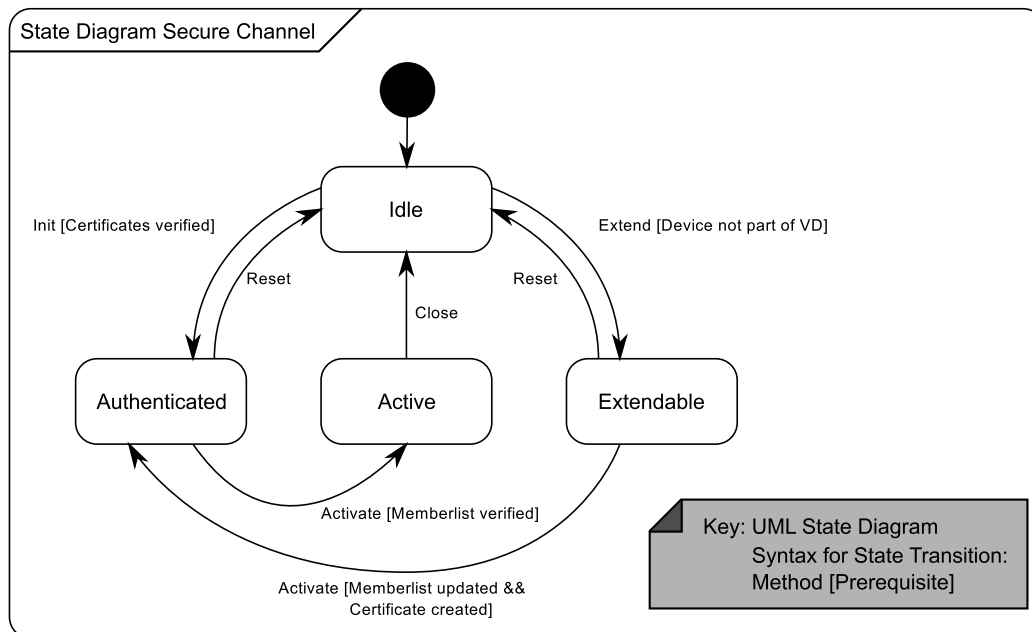 State Diagram Secure Channel
Idle
Init [Certificates verified]
Extend [Device not part of VD]
Reset
Reset
Close
Authenticated
Active
Extendable
Activate [Memberlist verified]
Activate [Memberlist updated &&
Certificate created]
Key: UML State Diagram
Syntax for State Transition:
Method [Prerequisite]